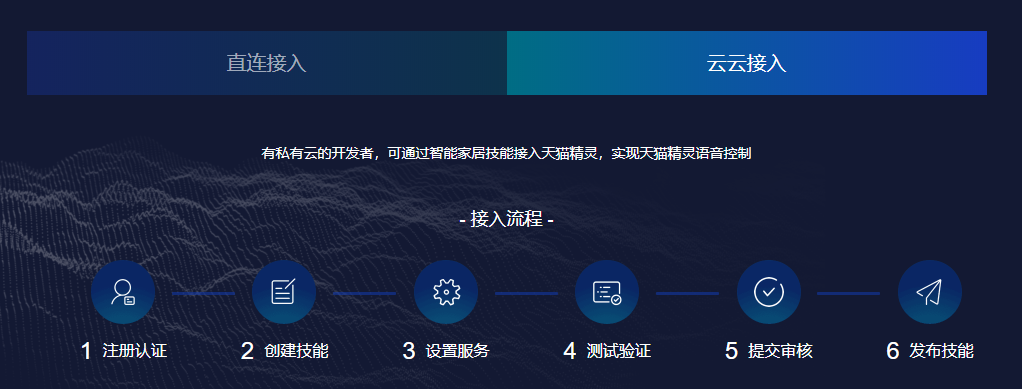 直连接入 云云接入
有私有云的开发者，可通过智能家居技能接入天猫精灵，实现天猫精灵语音控制
- 接入流程 -
1 注册认证 2 创建技能 3 设置服务 4 测试验证 5 提交审核 6 发布技能